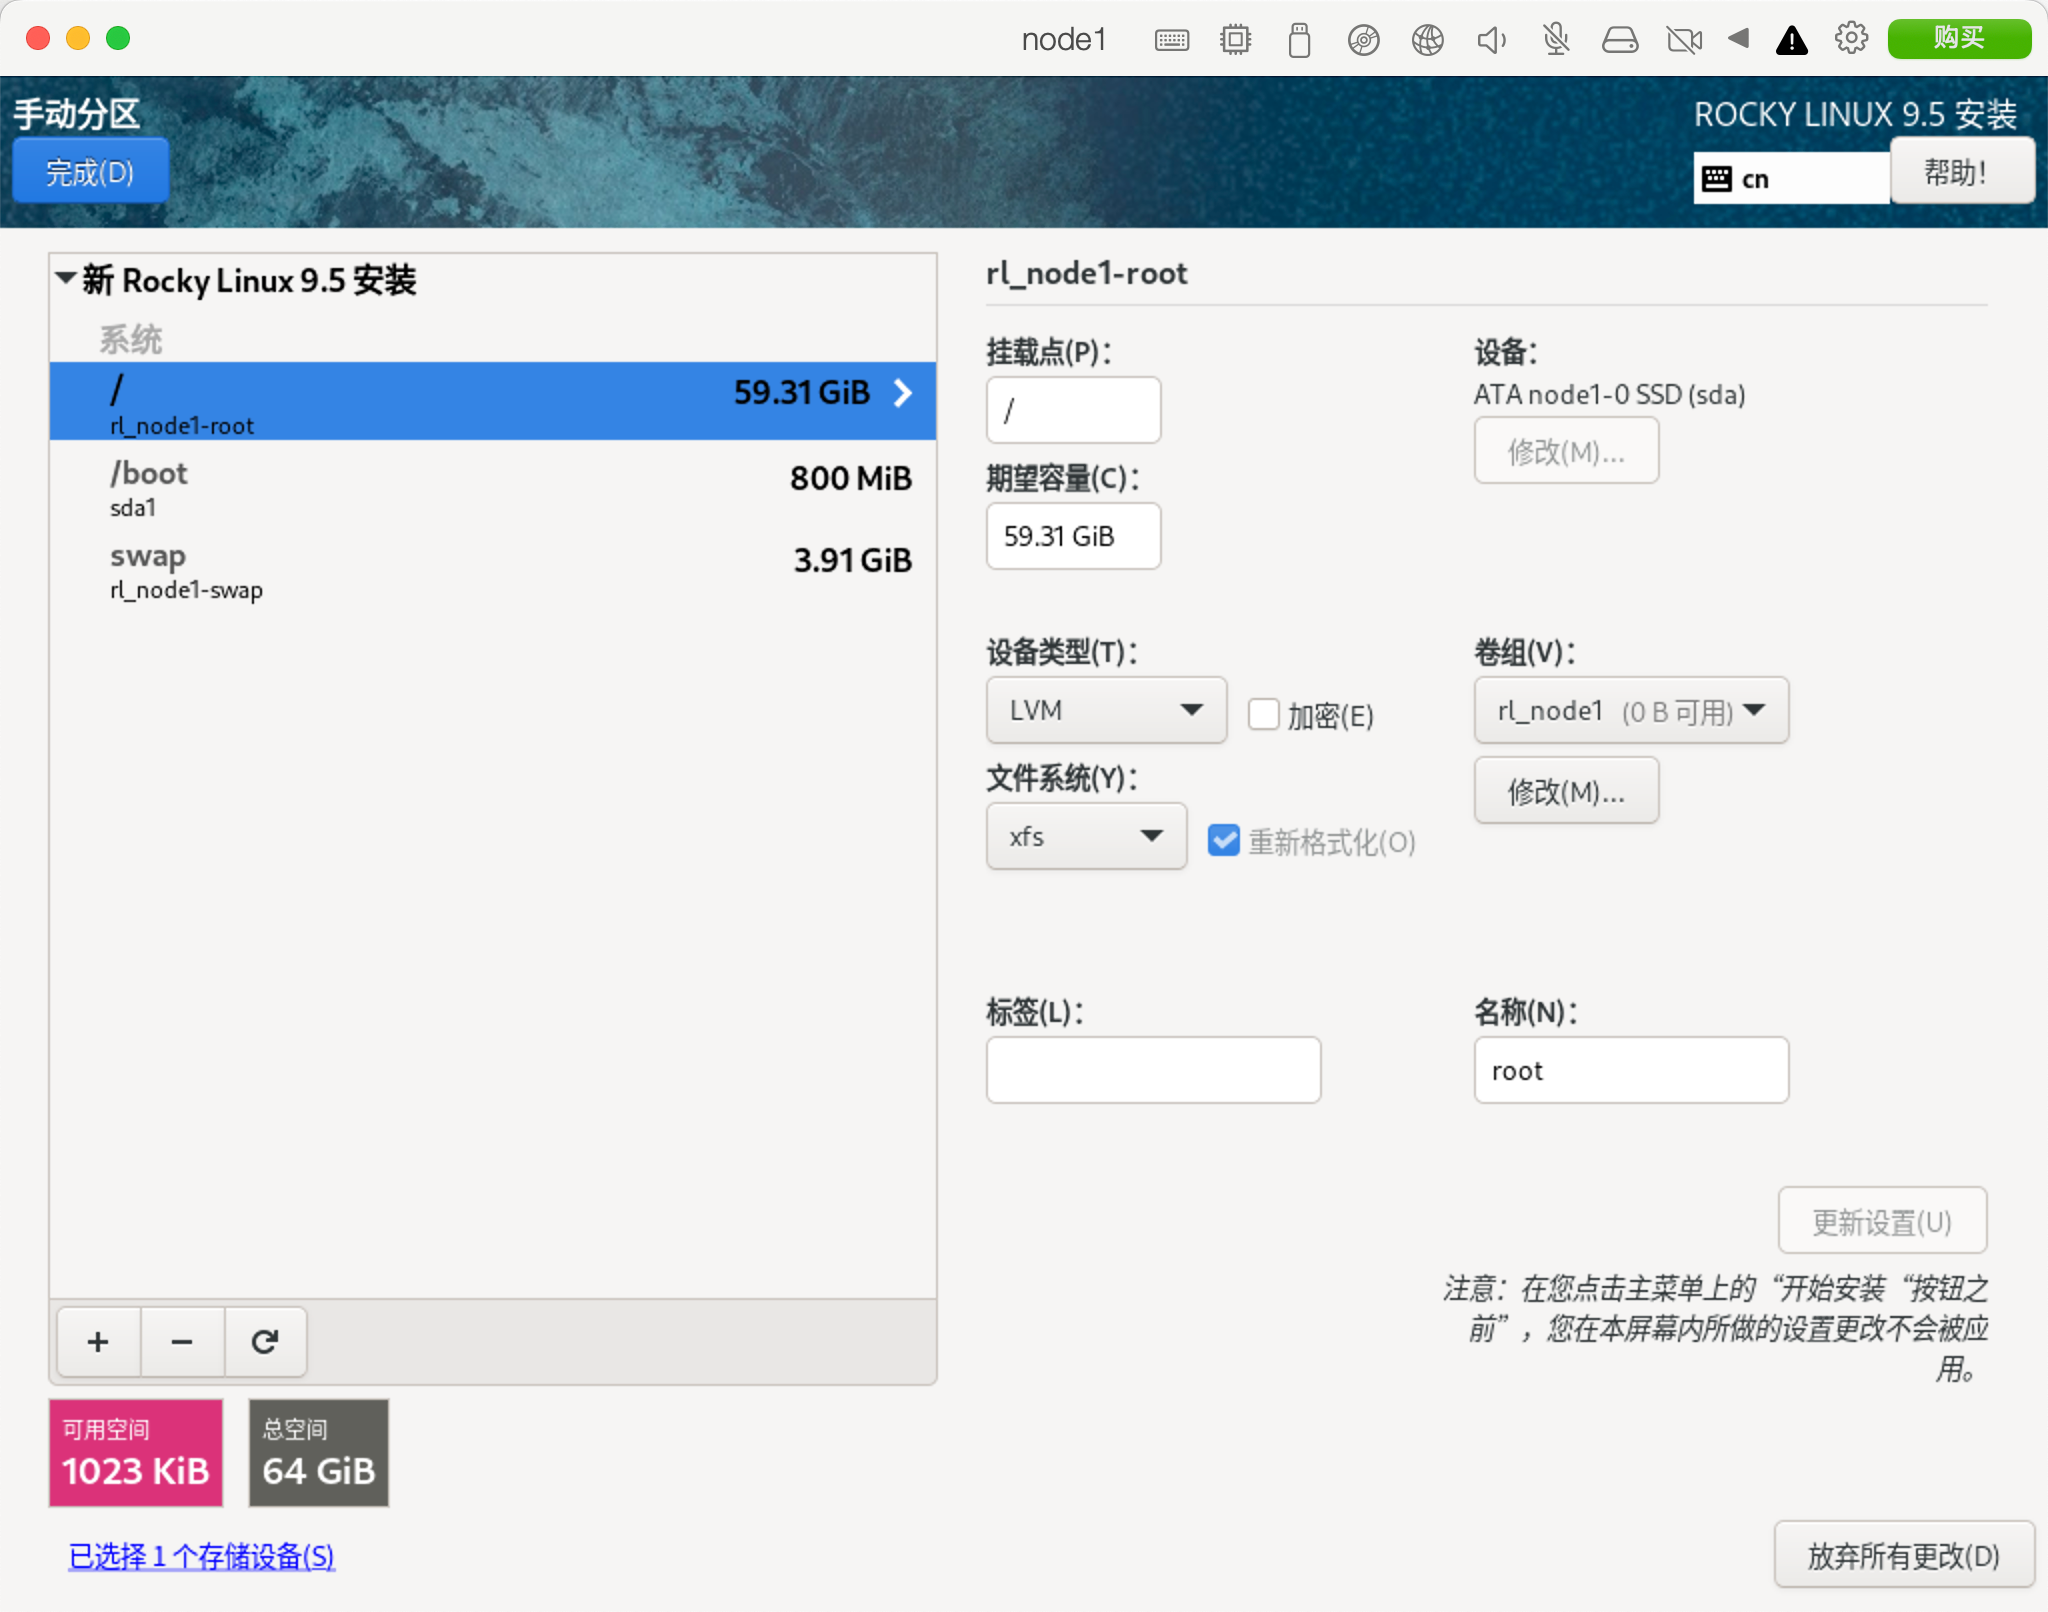 node1
购买
手动分区
完成(D)
ROCKY LINUX 9.5 安装
cn
帮助！
新 Rocky Linux 9.5 安装
系统
/
59.31 GiB
rl_node1-root
/boot
800 MiB
sda1
swap
3.91 GiB
rl_node1-swap
rl_node1-root
挂载点(P)：
/
设备：
ATA node1-0 SSD (sda)
修改(M)...
期望容量(C)：
59.31 GiB
设备类型(T)：
LVM
加密(E)
卷组(V)：
rl_node1 (0 B 可用)
修改(M)...
文件系统(Y)：
xfs
重新格式化(O)
标签(L)：
名称(N)：
root
更新设置(U)
注意：在您点击主菜单上的“开始安装“按钮之
前”，您在本屏幕内所做的设置更改不会被应
用。
可用空间
1023 KiB
总空间
64 GiB
已选择 1 个存储设备(S)
放弃所有更改(D)